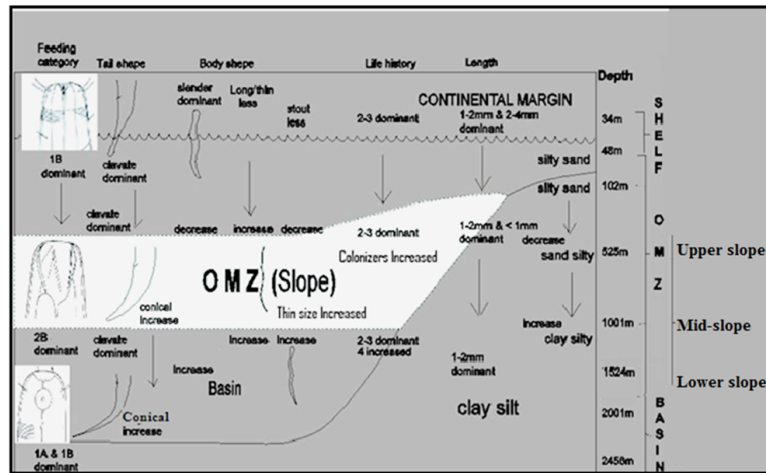 Feeding category
Tail shape
Body shape
Life history
Length
Depth
slender dominant
Long/thin less
stout less
2-3 dominant
CONTINENTAL MARGIN
1-2mm & 2-4mm dominant
34m
SHELF
1B dominant
clavate dominant
silty sand
48m
silty sand
102m
clavate dominant
decrease
increase
decrease
2-3 dominant
Colonizers Increased
1-2mm & < 1mm dominant
decrease
sand silty
525m
OMZ
Upper slope
OMZ (Slope)
Thin size Increased
conical increase
increase
clay silty
1001m
Mid-slope
2B dominant
clavate dominant
Increase
Increase
2-3 dominant
4 increased
1-2mm dominant
1524m
Lower slope
Increase
Basin
clay silt
2001m
BASIN
Conical increase
1A & 1B dominant
2456m